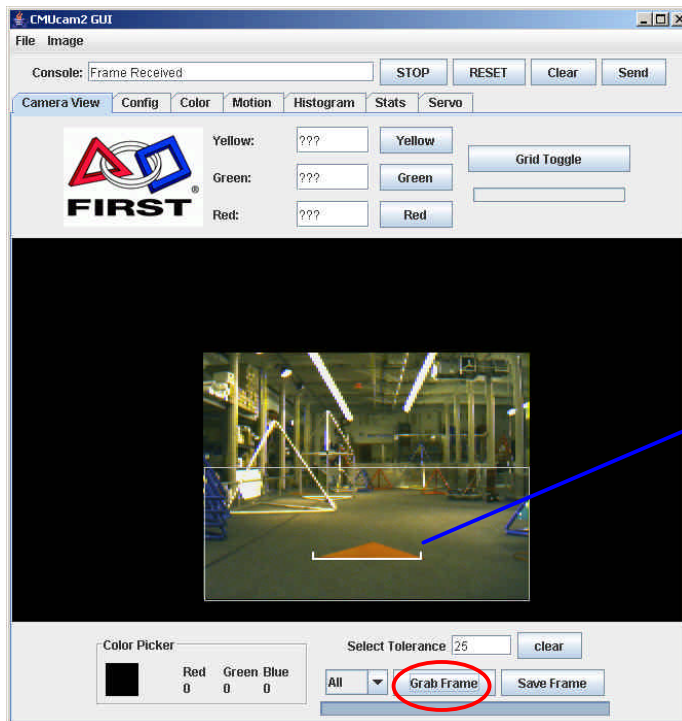 CMUcam2 GUI
File Image
Console: Frame Received STOP RESET Clear Send
Camera View Config Color Motion Histogram Stats Servo
FIRST ®
Yellow: ??? Yellow
Green: ??? Green
Red: ??? Red
Grid Toggle
Color Picker
Red Green Blue
0 0 0
Select Tolerance 25 clear
All Grab Frame Save Frame